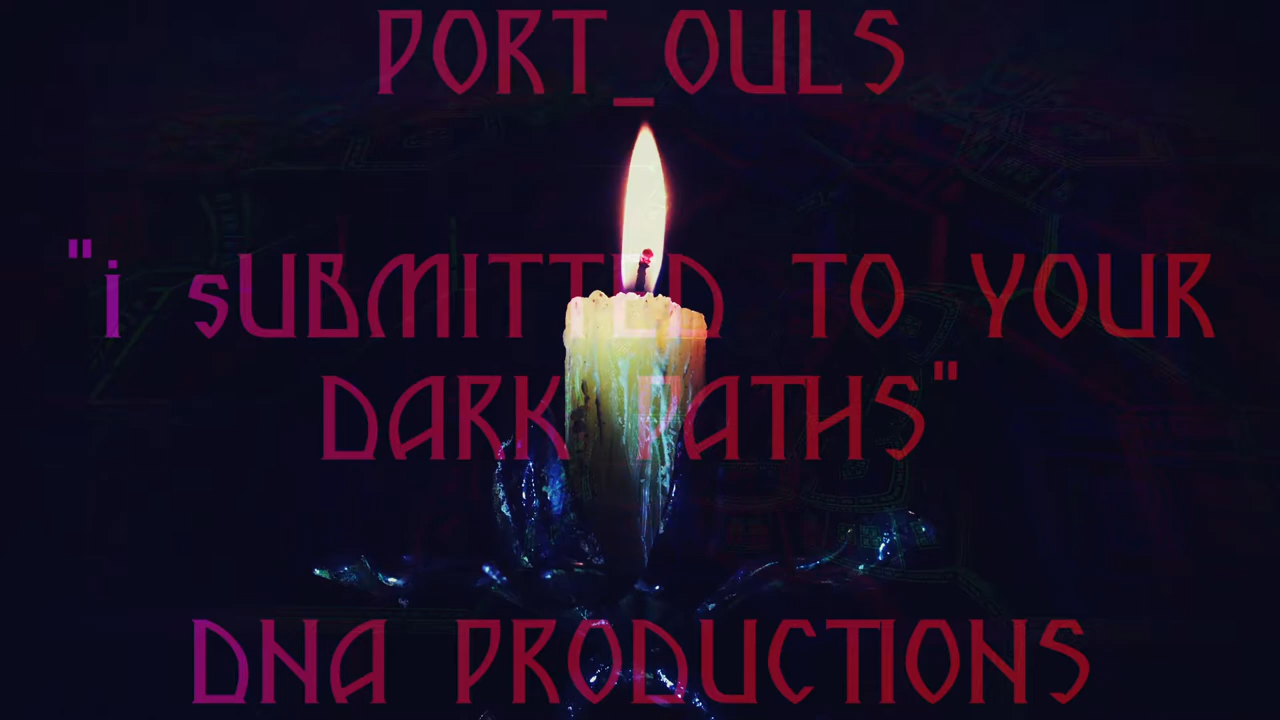 PORT_OULS
"i sUBMITTED TO YOUR
DARK PATHS"
DNA PRODUCTIONS